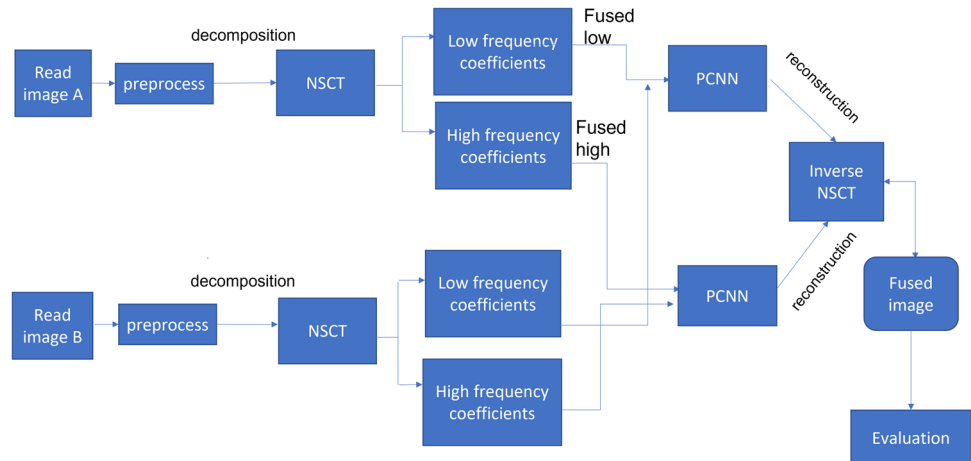 Read
image A
preprocess
decomposition
NSCT
Low frequency
coefficients
High frequency
coefficients
Fused
low
Fused
high
PCNN
reconstruction
Inverse
NSCT
Read
image B
preprocess
decomposition
NSCT
Low frequency
coefficients
High frequency
coefficients
PCNN
reconstruction
Fused
image
Evaluation